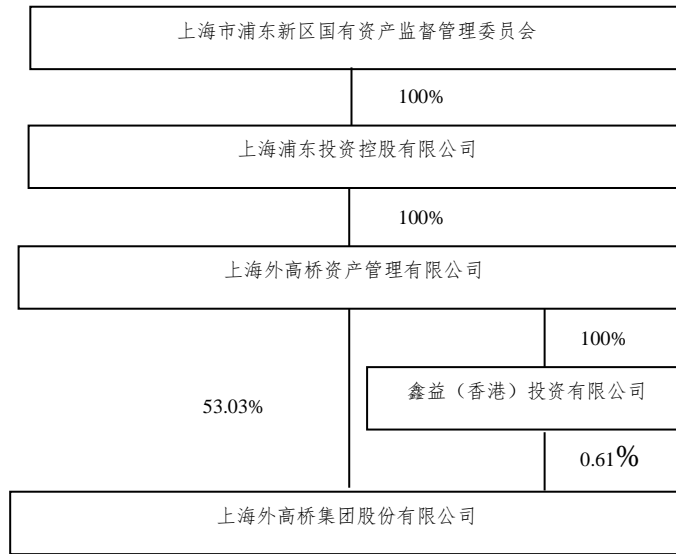 上海市浦东新区国有资产监督管理委员会
100%
上海浦东投资控股有限公司
100%
上海外高桥资产管理有限公司
100%
鑫益（香港）投资有限公司
53.03%
0.61%
上海外高桥集团股份有限公司